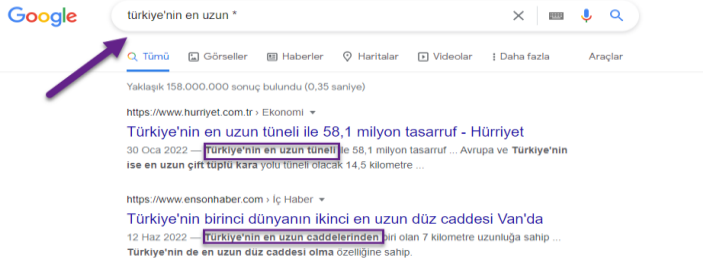 Google
türkiye'nin en uzun *
Tümü Görseller Haberler Haritalar Videolar Daha fazla Araçlar
Yaklaşık 158.000.000 sonuç bulundu (0,35 saniye)
https://www.hurriyet.com.tr › Ekonomi
Türkiye'nin en uzun tüneli ile 58,1 milyon tasarruf - Hürriyet
30 Oca 2022 — Türkiye'nin en uzun tüneli ile 58,1 milyon tasarruf ... Avrupa ve Türkiye'nin
ise en uzun çift tüplü kara yolu tüneli olacak 14,5 kilometre ...
https://www.ensonhaber.com › İç Haber
Türkiye'nin birinci dünyanın ikinci en uzun düz caddesi Van'da
12 Haz 2022 — Türkiye'nin en uzun caddelerinden biri olan 7 kilometre uzunluğa sahip ...
Türkiye'nin de en uzun düz caddesi olma özelliğine sahip.